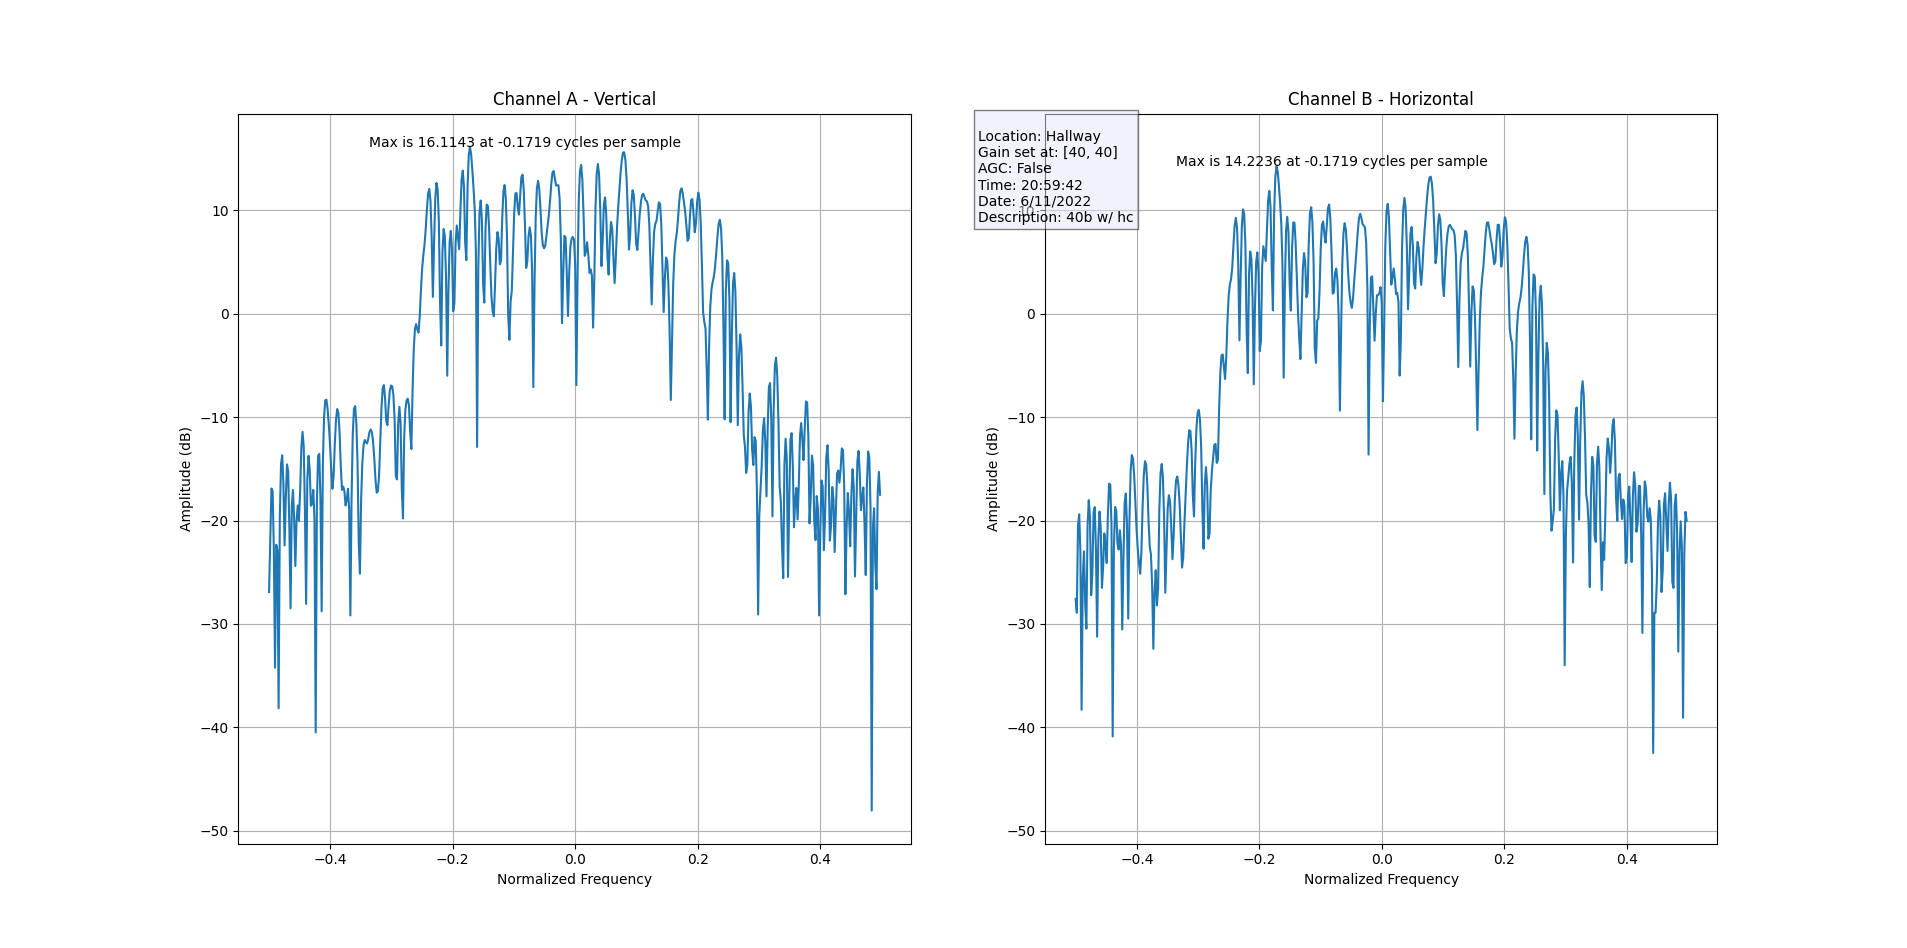 Channel A - Vertical
Max is 16.1143 at -0.1719 cycles per sample
10
0
−10
−20
−30
−40
−50
Amplitude (dB)
−0.4 −0.2 0.0 0.2 0.4
Normalized Frequency
Channel B - Horizontal
Location: Hallway
Gain set at: [40, 40]
AGC: False
Time: 20:59:42
Date: 6/11/2022
Description: 40b w/ hc
Max is 14.2236 at -0.1719 cycles per sample
10
0
−10
−20
−30
−40
−50
Amplitude (dB)
−0.4 −0.2 0.0 0.2 0.4
Normalized Frequency